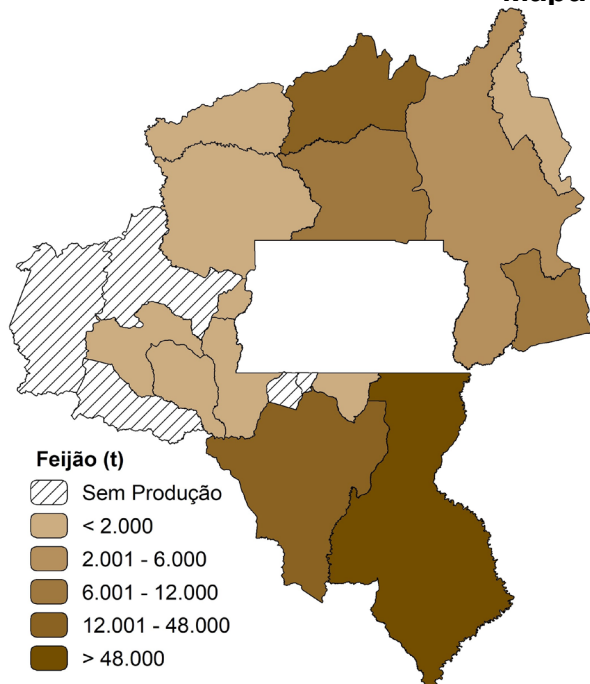 Mapa
Feijão (t)
Sem Produção
< 2.000
2.001 - 6.000
6.001 - 12.000
12.001 - 48.000
> 48.000